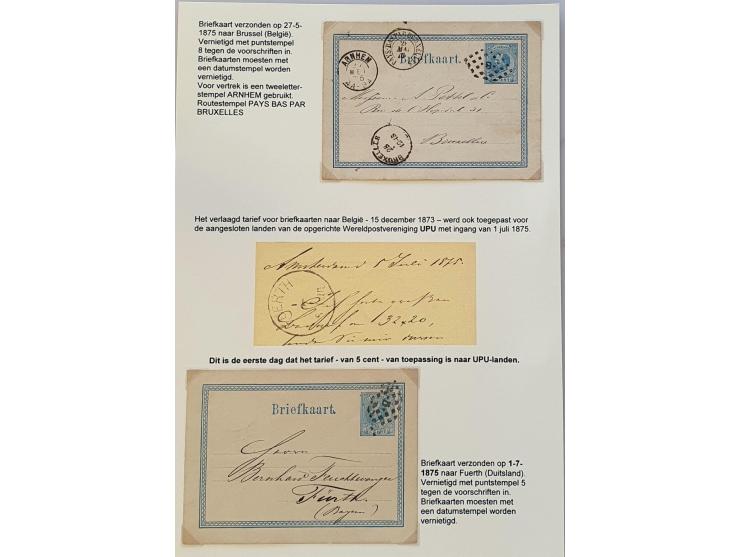 Briefkaart verzonden op 27-5-
1875 naar Brussel (België).
Vernietigd met puntstempel
8 tegen de voorschriften in.
Briefkaarten moesten met
een datumstempel worden
vernietigd.
Voor vertrek is een tweeletter-
stempel ARNHEM gebruikt.
Routestempel PAYS BAS PAR
BRUXELLES
Briefkaart.
ARNHEM
Bruxelles
BRUXELLES
Het verlaagd tarief voor briefkaarten naar België - 15 december 1873 – werd ook toegepast voor
de aangesloten landen van de opgerichte Wereldpostvereniging UPU met ingang van 1 juli 1875.
Amsterdam Juli 1875.
32x20,
Dit is de eerste dag dat het tarief - van 5 cent - van toepassing is naar UPU-landen.
Briefkaart.
Herrn
Bernhard Feuchtwanger
Fürth
(Bayern)
Briefkaart verzonden op 1-7-
1875 naar Fuerth (Duitsland).
Vernietigd met puntstempel 5
tegen de voorschriften in.
Briefkaarten moesten met
een datumstempel worden
vernietigd.